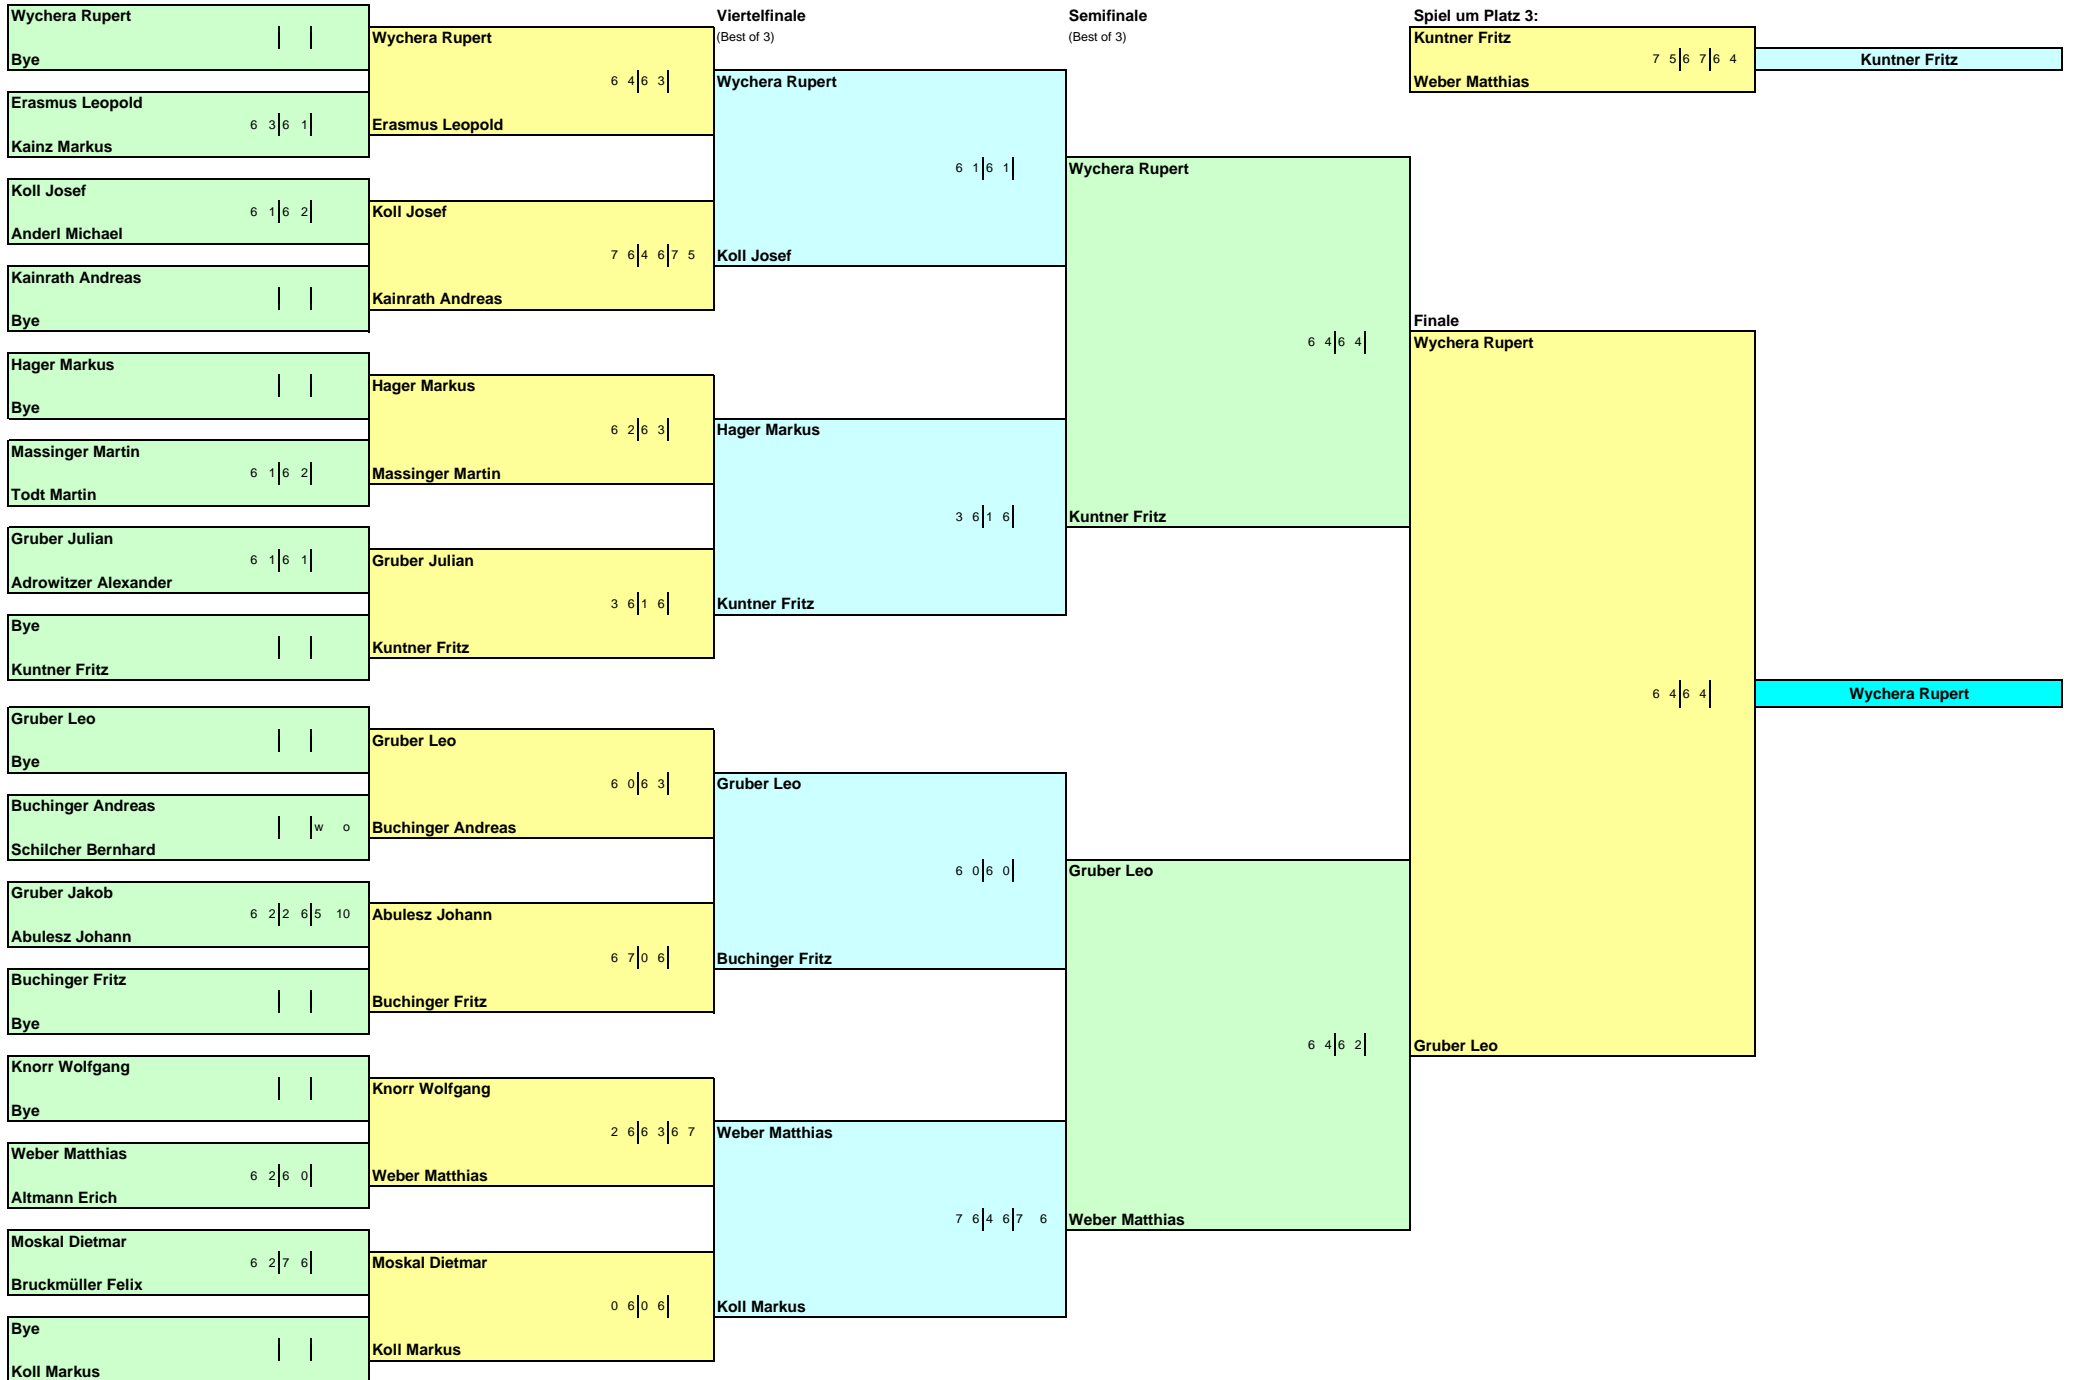 Wychera Rupert
Bye
Erasmus Leopold
6 3 6 1
Kainz Markus
Koll Josef
6 1 6 2
Anderl Michael
Kainrath Andreas
Bye
Hager Markus
Bye
Massinger Martin
6 1 6 2
Todt Martin
Gruber Julian
6 1 6 1
Adrowitzer Alexander
Bye
Kuntner Fritz
Gruber Leo
Bye
Buchinger Andreas
w o
Schilcher Bernhard
Gruber Jakob
6 2 2 6 5 10
Abulesz Johann
Buchinger Fritz
Bye
Knorr Wolfgang
Bye
Weber Matthias
6 2 6 0
Altmann Erich
Moskal Dietmar
6 2 7 6
Bruckmüller Felix
Bye
Koll Markus
Wychera Rupert
6 4 6 3
Erasmus Leopold
Koll Josef
7 6 4 6 7 5
Kainrath Andreas
Hager Markus
6 2 6 3
Massinger Martin
Gruber Julian
3 6 1 6
Kuntner Fritz
Gruber Leo
6 0 6 3
Buchinger Andreas
Abulesz Johann
6 7 0 6
Buchinger Fritz
Knorr Wolfgang
2 6 6 3 6 7
Weber Matthias
Moskal Dietmar
0 6 0 6
Koll Markus
Viertelfinale
(Best of 3)
Wychera Rupert
6 1 6 1
Koll Josef
Hager Markus
3 6 1 6
Kuntner Fritz
Gruber Leo
6 0 6 0
Buchinger Fritz
Weber Matthias
7 6 4 6 7 6
Koll Markus
Semifinale
(Best of 3)
Wychera Rupert
6 4 6 4
Kuntner Fritz
Gruber Leo
6 4 6 2
Weber Matthias
Spiel um Platz 3:
Kuntner Fritz
7 5 6 7 6 4
Weber Matthias
Kuntner Fritz
Finale
Wychera Rupert
6 4 6 4
Gruber Leo
Wychera Rupert